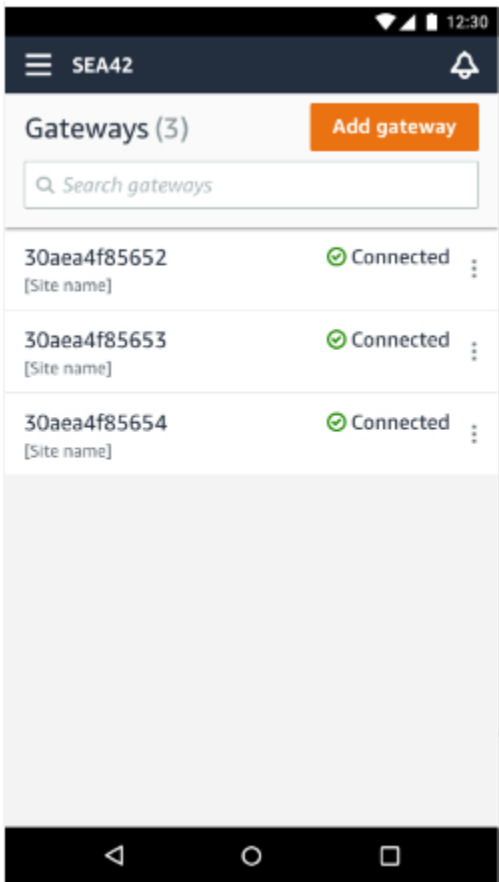 12:30
SEA42
Gateways (3)
Add gateway
Search gateways
30aea4f85652
Connected
[Site name]
30aea4f85653
Connected
[Site name]
30aea4f85654
Connected
[Site name]